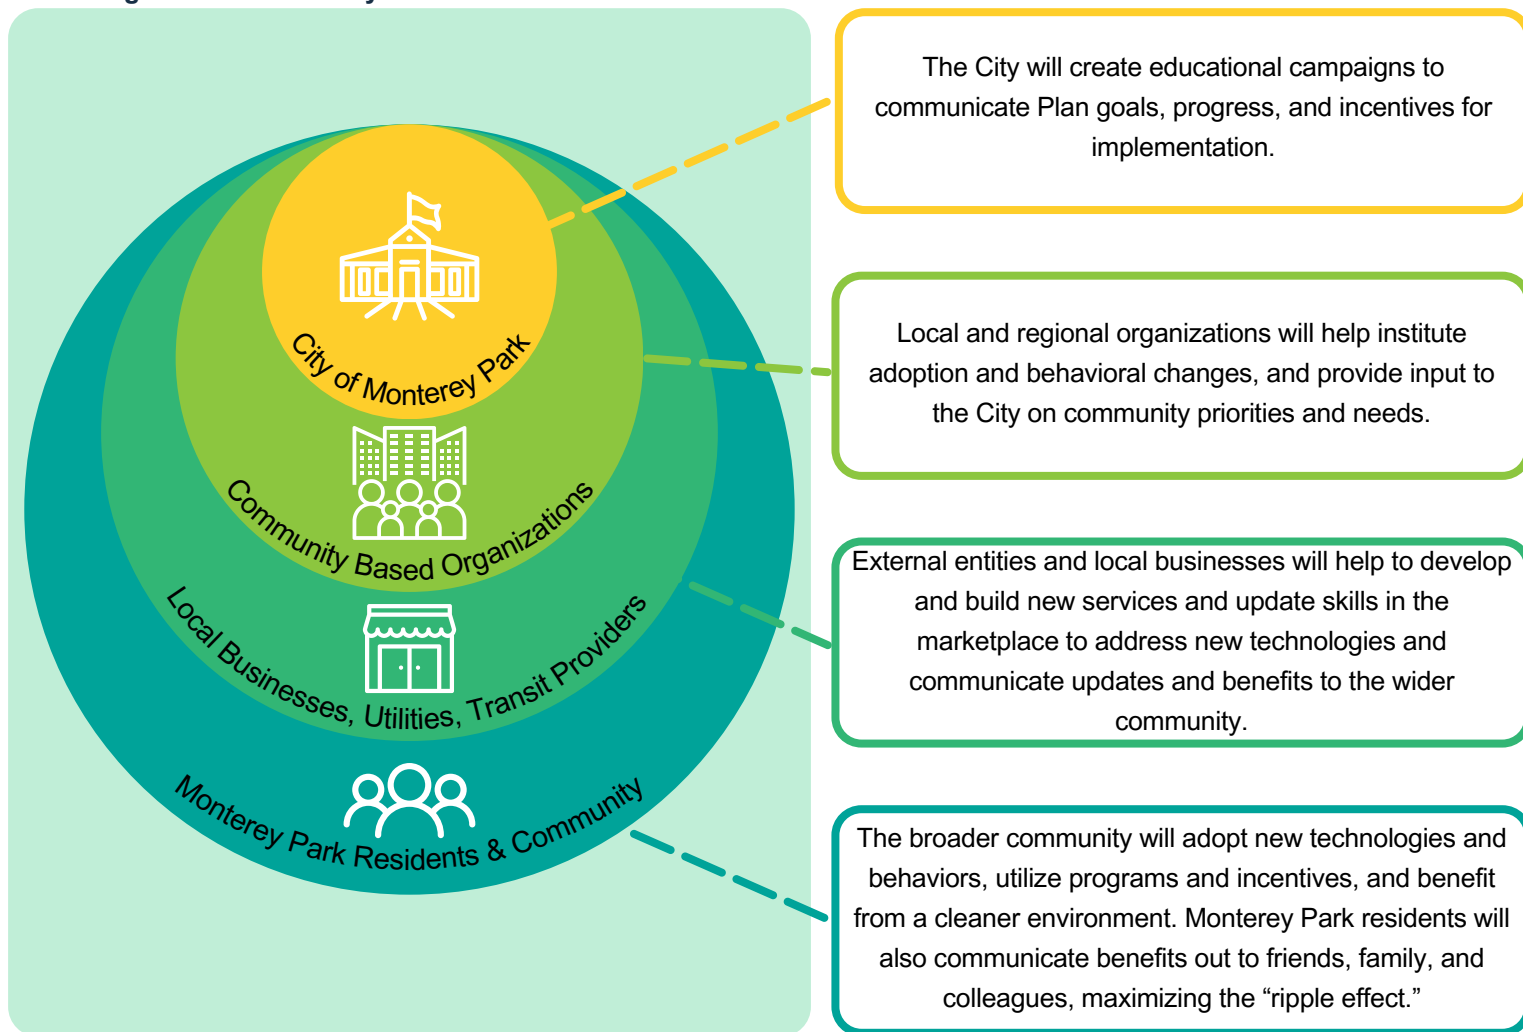 City of Monterey Park
Community Based Organizations
Local Businesses, Utilities, Transit Providers
Monterey Park Residents & Community
The City will create educational campaigns to
communicate Plan goals, progress, and incentives for
implementation.
Local and regional organizations will help institute
adoption and behavioral changes, and provide input to
the City on community priorities and needs.
External entities and local businesses will help to develop
and build new services and update skills in the
marketplace to address new technologies and
communicate updates and benefits to the wider
community.
The broader community will adopt new technologies and
behaviors, utilize programs and incentives, and benefit
from a cleaner environment. Monterey Park residents will
also communicate benefits out to friends, family, and
colleagues, maximizing the “ripple effect.”